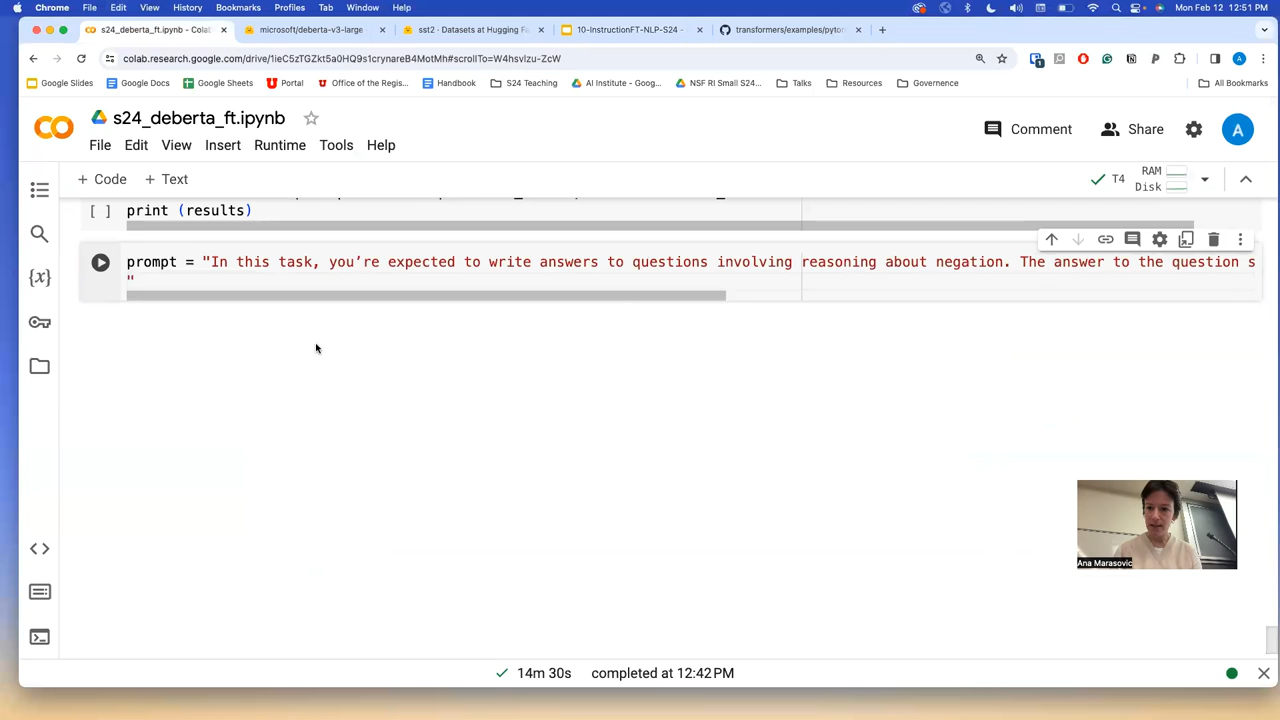 Chrome File Edit View History Bookmarks Profiles Tab Window Help Mon Feb 12 12:51 PM
s24_deberta_ft.ipynb - Colab microsoft/deberta-v3-large sst2 · Datasets at Hugging Fa 10-InstructionFT-NLP-S24 - transformers/examples/pytor
colab.research.google.com/drive/1ieC5zTGZkt5a0HQ9s1crynareB4MotMh#scrollTo=W4hsvIzu-ZcW
Google Slides Google Docs Google Sheets Portal Office of the Regis... Handbook S24 Teaching AI Institute - Goog... NSF RI Small S24... Talks Resources Governence All Bookmarks
CO s24_deberta_ft.ipynb
Comment Share A
File Edit View Insert Runtime Tools Help
+ Code + Text T4 RAM
Disk
[ ] print (results)
prompt = "In this task, you’re expected to write answers to questions involving reasoning about negation. The answer to the question s
"
{x}
Ana Marasovic
14m 30s completed at 12:42 PM